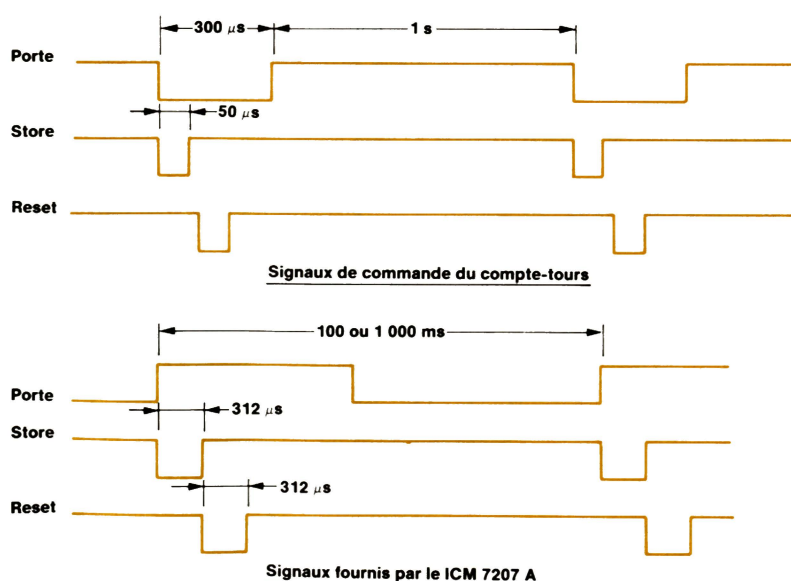 300 μs
1 s
Porte
50 μs
Store
Reset
Signaux de commande du compte-tours
100 ou 1 000 ms
Porte
312 μs
Store
312 μs
Reset
Signaux fournis par le ICM 7207 A